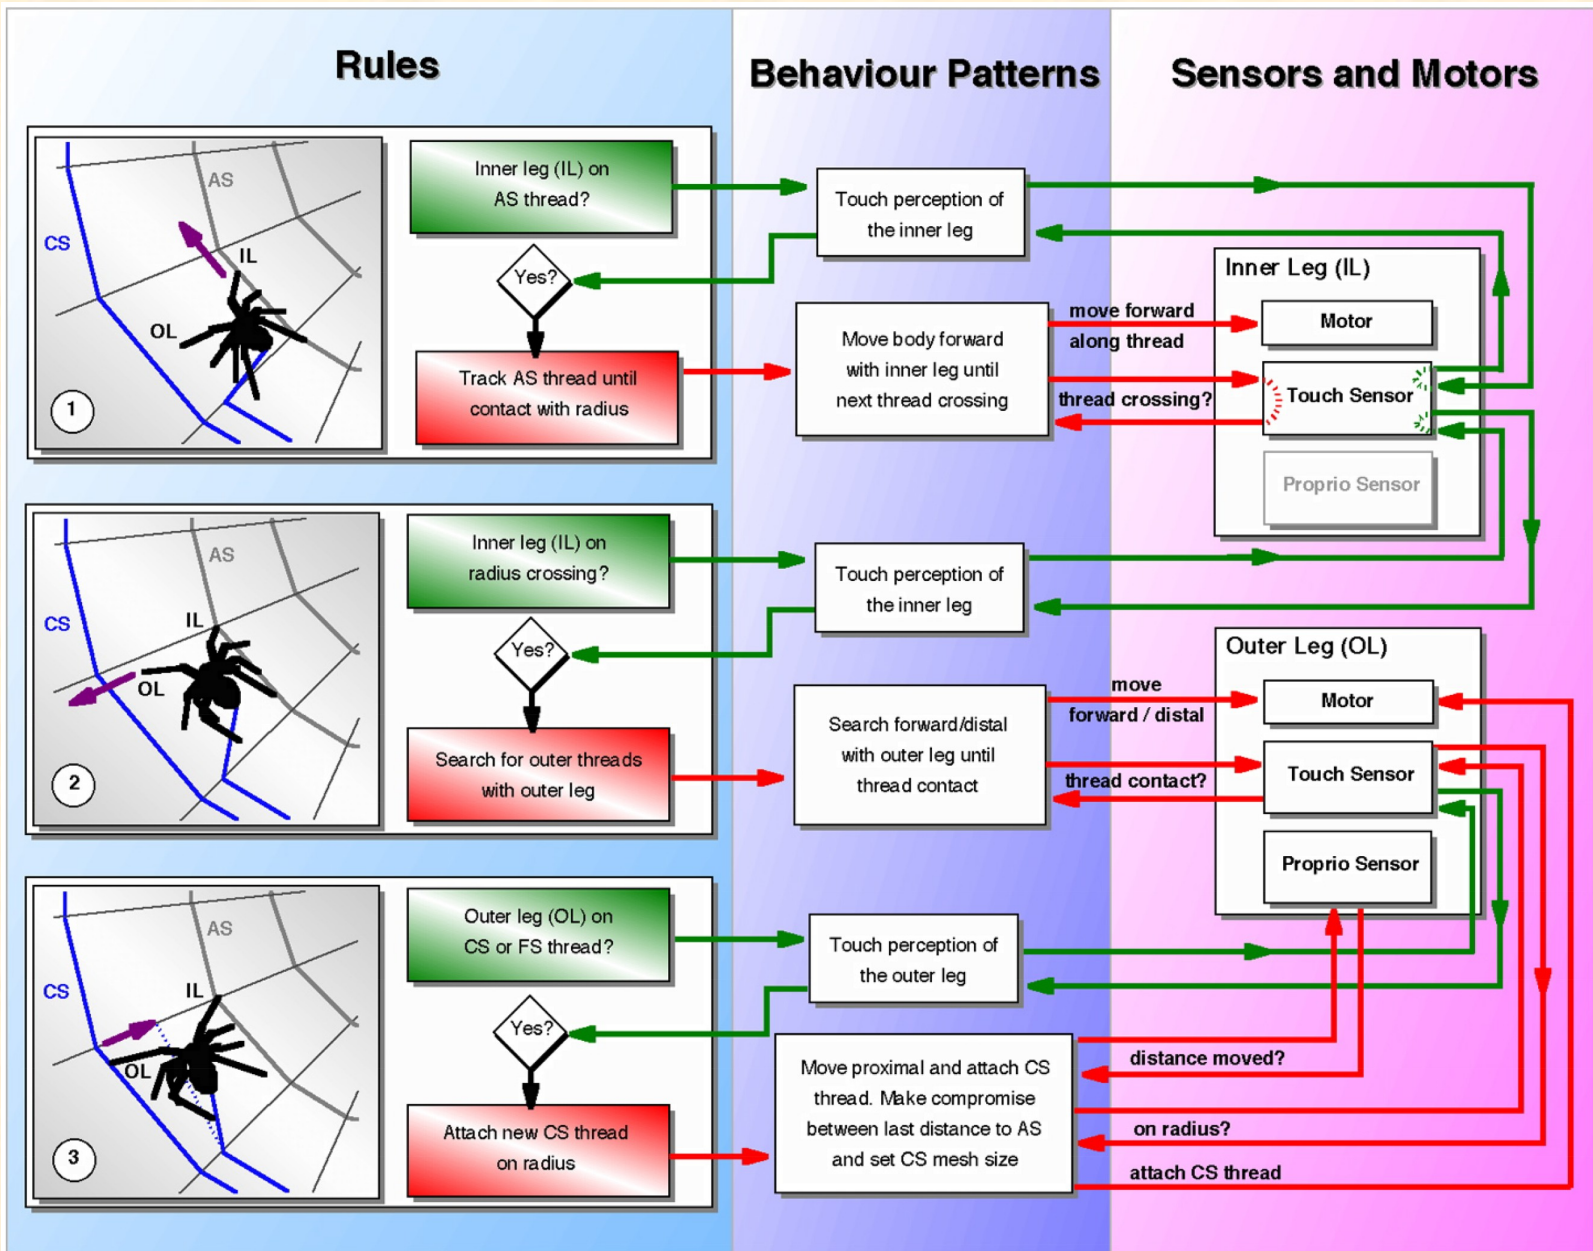 Rules
Behaviour Patterns
Sensors and Motors
AS
CS
IL
OL
1
Inner leg (IL) on
AS thread?
Yes?
Track AS thread until
contact with radius
Touch perception of
the inner leg
Move body forward
with inner leg until
next thread crossing
move forward
along thread
thread crossing?
Inner Leg (IL)
Motor
Touch Sensor
Proprio Sensor
AS
CS
IL
OL
2
Inner leg (IL) on
radius crossing?
Yes?
Search for outer threads
with outer leg
Touch perception of
the inner leg
Search forward/distal
with outer leg until
thread contact
move
forward / distal
thread contact?
Outer Leg (OL)
Motor
Touch Sensor
Proprio Sensor
AS
CS
IL
OL
3
Outer leg (OL) on
CS or FS thread?
Yes?
Attach new CS thread
on radius
Touch perception of
the outer leg
Move proximal and attach CS
thread. Make compromise
between last distance to AS
and set CS mesh size
distance moved?
on radius?
attach CS thread